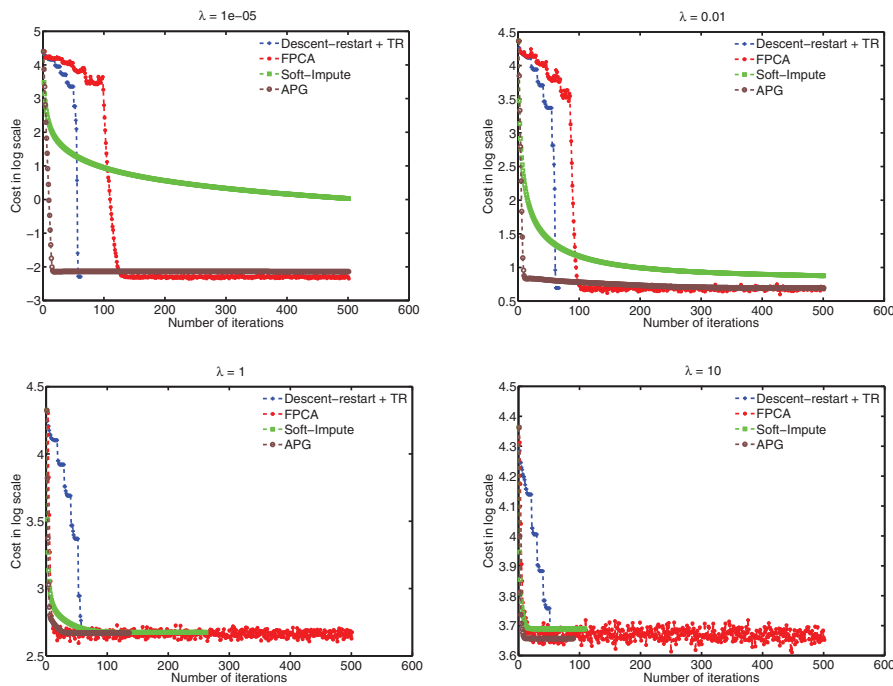 λ = 1e−05
Cost in log scale
5
4
3
2
1
0
−1
−2
−3
0 100 200 300 400 500 600
Number of iterations
Descent−restart + TR
FPCA
Soft−Impute
APG
λ = 0.01
Cost in log scale
4.5
4
3.5
3
2.5
2
1.5
1
0.5
0 100 200 300 400 500 600
Number of iterations
Descent−restart + TR
FPCA
Soft−Impute
APG
λ = 1
Cost in log scale
4.5
4
3.5
3
2.5
0 100 200 300 400 500 600
Number of iterations
Descent−restart + TR
FPCA
Soft−Impute
APG
λ = 10
Cost in log scale
4.5
4.4
4.3
4.2
4.1
4
3.9
3.8
3.7
3.6
0 100 200 300 400 500 600
Number of iterations
Descent−restart + TR
FPCA
Soft−Impute
APG